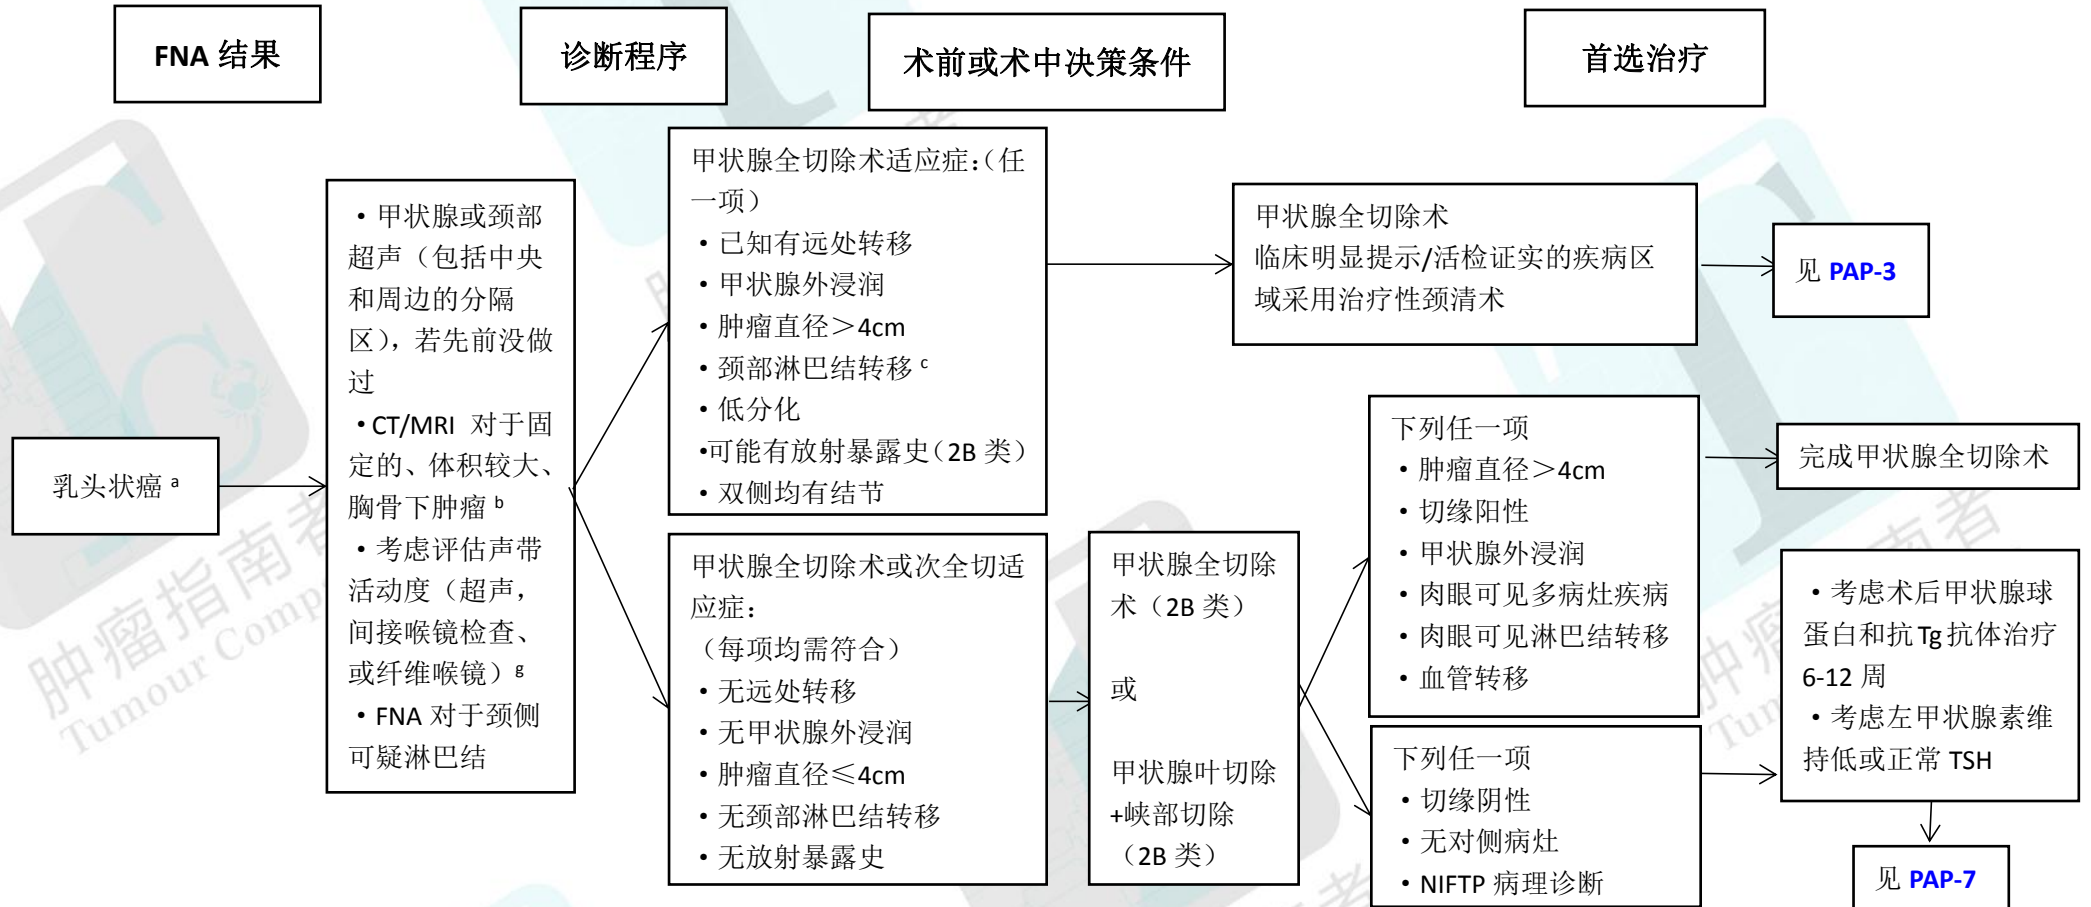 FNA 结果
诊断程序
术前或术中决策条件
首选治疗
乳头状癌 a
• 甲状腺或颈部
超声（包括中央
和周边的分隔
区），若先前没做
过
•CT/MRI 对于固
定的、体积较大、
胸骨下肿瘤 b
• 考虑评估声带
活动度（超声，
间接喉镜检查、
或纤维喉镜）g
• FNA 对于颈侧
可疑淋巴结
甲状腺全切除术适应症：（任
一项）
• 已知有远处转移
• 甲状腺外浸润
• 肿瘤直径＞4cm
• 颈部淋巴结转移 c
• 低分化
•可能有放射暴露史（2B 类）
• 双侧均有结节
甲状腺全切除术
临床明显提示/活检证实的疾病区
域采用治疗性颈清术
见 PAP-3
甲状腺全切除术或次全切适
应症：
（每项均需符合）
• 无远处转移
• 无甲状腺外浸润
• 肿瘤直径≤4cm
• 无颈部淋巴结转移
• 无放射暴露史
甲状腺全切除
术（2B 类）
或
甲状腺叶切除
+峡部切除
（2B 类）
下列任一项
• 肿瘤直径＞4cm
• 切缘阳性
• 甲状腺外浸润
• 肉眼可见多病灶疾病
• 肉眼可见淋巴结转移
• 血管转移
完成甲状腺全切除术
下列任一项
• 切缘阴性
• 无对侧病灶
• NIFTP 病理诊断
• 考虑术后甲状腺球
蛋白和抗 Tg 抗体治疗
6-12 周
• 考虑左甲状腺素维
持低或正常 TSH
见 PAP-7
肿瘤指南者
Tumour Comp